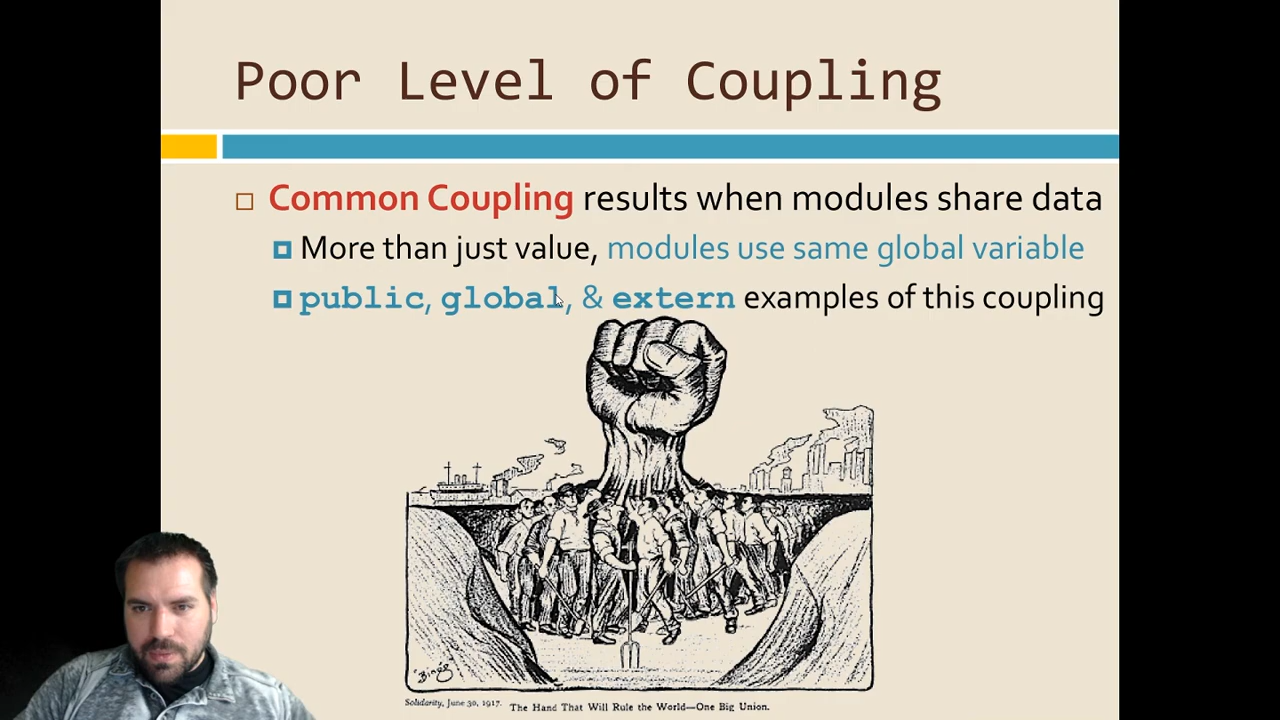 Poor Level of Coupling
Common Coupling results when modules share data
More than just value, modules use same global variable
public, global, & extern examples of this coupling
Bingo
Solidarity, June 30, 1917. The Hand That Will Rule the World—One Big Union.